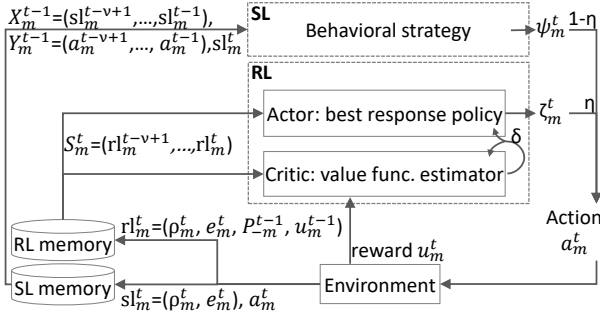 X_m^{t-1}=(sl_m^{t-ν+1},...,sl_m^{t-1}),
Y_m^{t-1}=(a_m^{t-ν+1},..., a_m^{t-1}),sl_m^t
SL
Behavioral strategy
ψ_m^t 1-η
RL
Actor: best response policy
ζ_m^t η
S_m^t=(rl_m^{t-ν+1},...,rl_m^t)
δ
Critic: value func. estimator
rl_m^t=(ρ_m^t, e_m^t, P_{-m}^{t-1}, u_m^{t-1})
Action
a_m^t
RL memory
reward u_m^t
SL memory
Environment
sl_m^t=(ρ_m^t, e_m^t), a_m^t